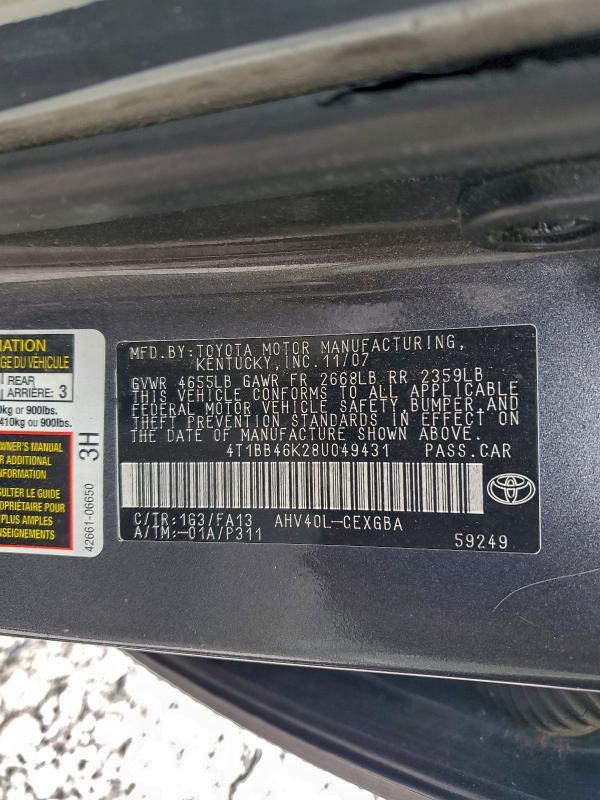 MATION
GE DU VÉHICULE
REAR
ARRIÈRE: 3
kg or 900lbs.
410kg ou 900lbs.
OWNER'S MANUAL
OR ADDITIONAL
INFORMATION
SULTER LE GUIDE
PROPRIÉTAIRE POUR
PLUS AMPLES
ENSEIGNEMENTS
3H
42661-06650
MFD.BY:TOYOTA MOTOR MANUFACTURING,
KENTUCKY,INC.11/07
GVWR 4655LB GAWR FR 2668LB RR 2359LB
THIS VEHICLE CONFORMS TO ALL APPLICABLE
FEDERAL MOTOR VEHICLE SAFETY,BUMPER,AND
THEFT PREVENTION STANDARDS IN EFFECT ON
THE DATE OF MANUFACTURE SHOWN ABOVE.
4T1BB46K28U049431 PASS.CAR
C/TR:1G3/FA13 AHV40L-CEXGBA
A/TM:-01A/P311 59249